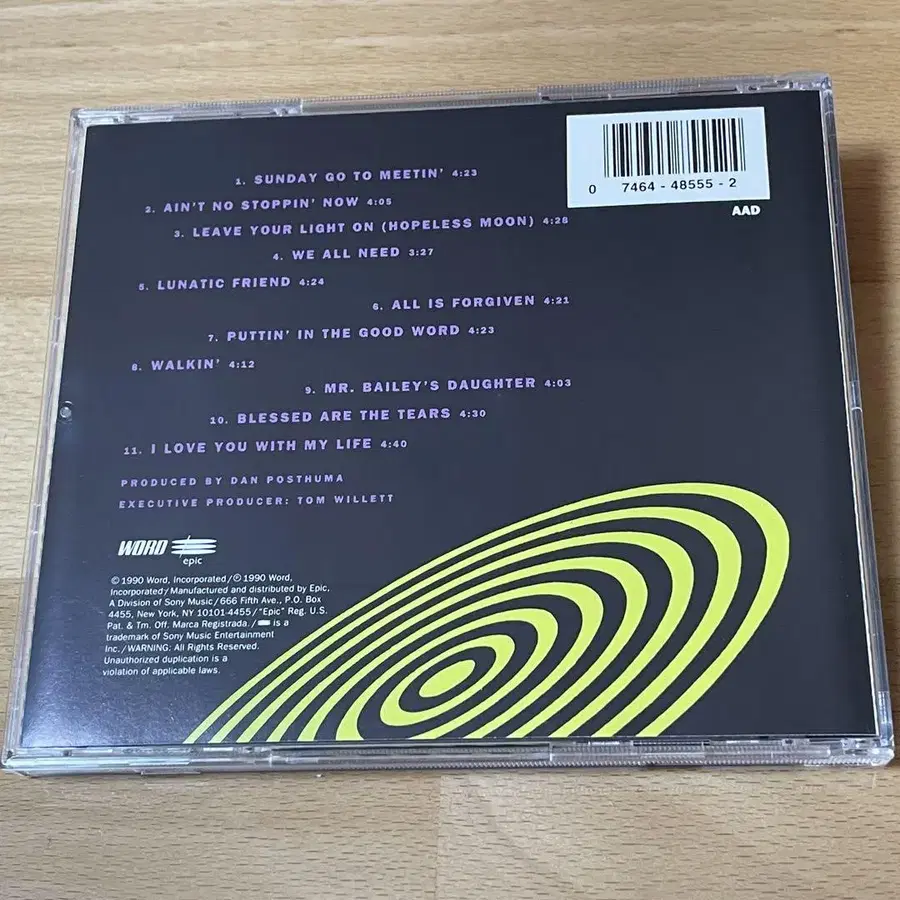 0 7464-48555-2
AAD
1. SUNDAY GO TO MEETIN' 4:23
2. AIN'T NO STOPPIN' NOW 4:05
3. LEAVE YOUR LIGHT ON (HOPELESS MOON) 4:28
4. WE ALL NEED 3:27
5. LUNATIC FRIEND 4:24
6. ALL IS FORGIVEN 4:21
7. PUTTIN' IN THE GOOD WORD 4:23
8. WALKIN' 4:12
9. MR. BAILEY'S DAUGHTER 4:03
10. BLESSED ARE THE TEARS 4:30
11. I LOVE YOU WITH MY LIFE 4:40
PRODUCED BY DAN POSTHUMA
EXECUTIVE PRODUCER: TOM WILLETT
WORD epic
© 1990 Word, Incorporated/℗ 1990 Word,
Incorporated/Manufactured and distributed by Epic,
A Division of Sony Music/666 Fifth Ave., P.O. Box
4455, New York, NY 10101-4455/"Epic" Reg. U.S.
Pat. & Tm. Off. Marca Registrada./ is a
trademark of Sony Music Entertainment
Inc./WARNING: All Rights Reserved.
Unauthorized duplication is a
violation of applicable laws.